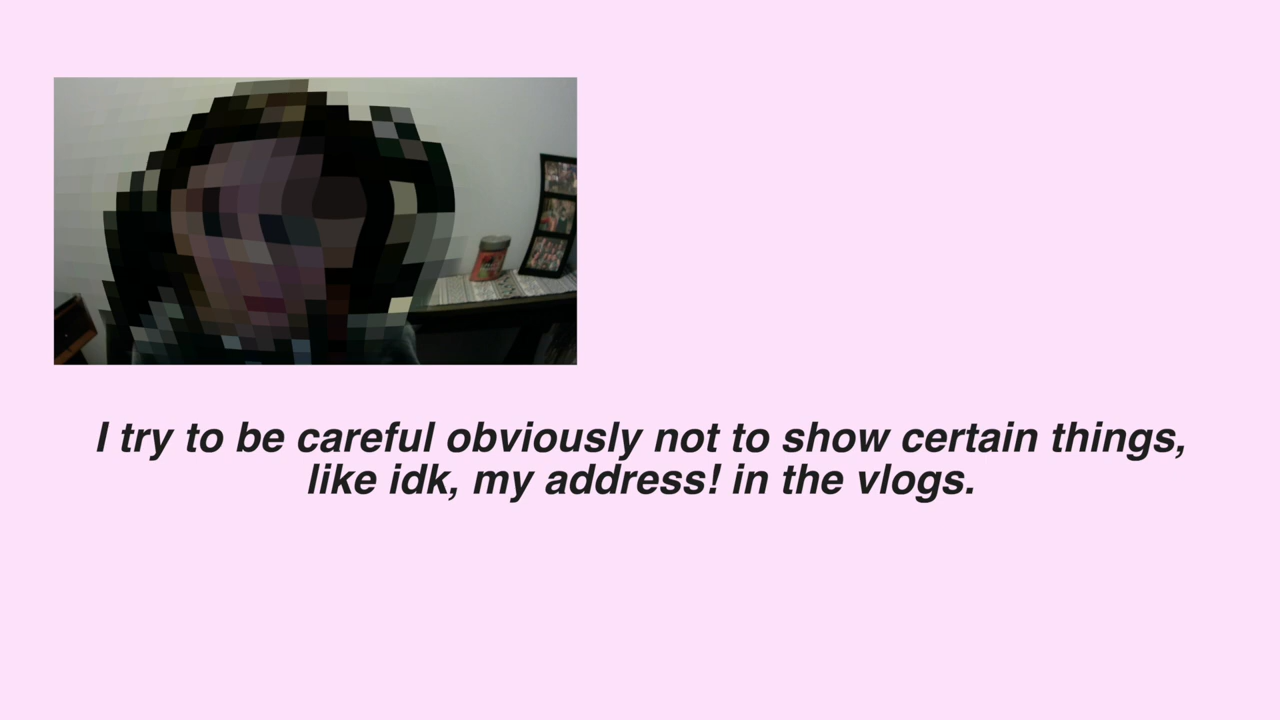 I try to be careful obviously not to show certain things,
like idk, my address! in the vlogs.